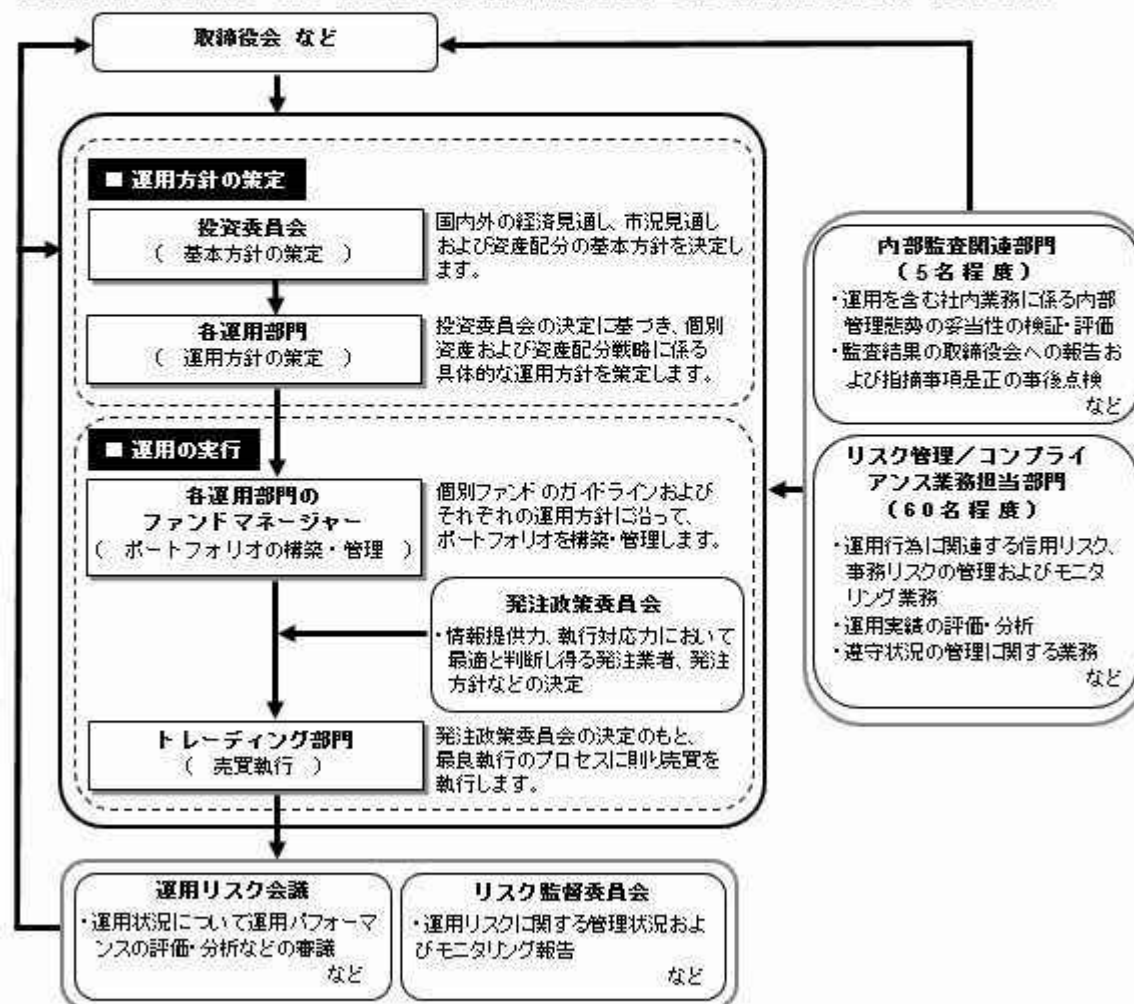 取締役会 など
■ 運用方針の策定
投資委員会
( 基本方針の策定 )
国内外の経済見通し、市況見通し
および資産配分の基本方針を決定し
ます。
各運用部門
( 運用方針の策定 )
投資委員会の決定に基づき、個別
資産および資産配分戦略に係る
具体的な運用方針を策定します。
■ 運用の実行
各運用部門の
ファンドマネージャー
( ポートフォリオの構築・管理 )
個別ファンドのガイドラインおよび
それぞれの運用方針に沿って、
ポートフォリオを構築・管理します。
発注政策委員会
・情報提供力、執行対応力において
最適と判断し得る発注業者、発注
方針などの決定
トレーディング部門
( 売買執行 )
発注政策委員会の決定のもと、
最良執行のプロセスに則り売買を
執行します。
内部監査関連部門
(5名程度)
・運用を含む社内業務に係る内部
管理態勢の妥当性の検証・評価
・監査結果の取締役会への報告お
よび指摘事項是正の事後点検
など
リスク管理/コンプライ
アンス業務担当部門
(60名程度)
・運用行為に関連する信用リスク、
事務リスクの管理およびモニタ
リング業務
・運用実績の評価・分析
・遵守状況の管理に関する業務
など
運用リスク会議
・運用状況について運用パフォーマ
ンスの評価・分析などの審議
など
リスク監督委員会
・運用リスクに関する管理状況およ
びモニタリング報告
など